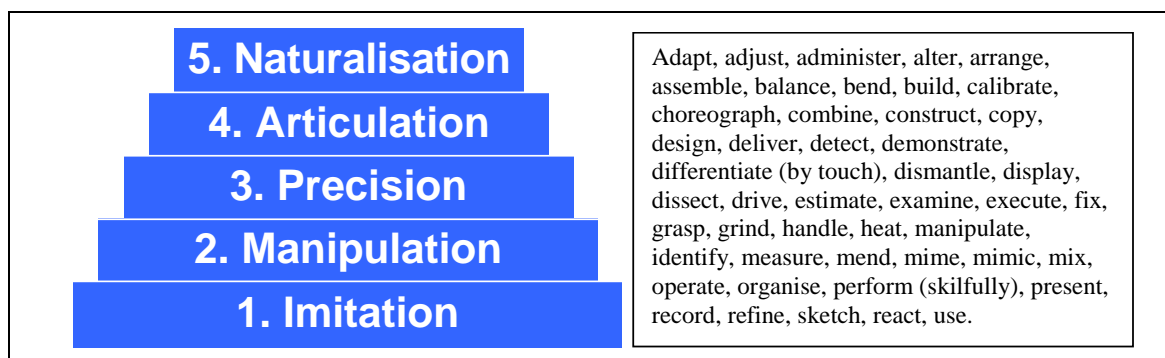 5. Naturalisation
4. Articulation
3. Precision
2. Manipulation
1. Imitation
Adapt, adjust, administer, alter, arrange,
assemble, balance, bend, build, calibrate,
choreograph, combine, construct, copy,
design, deliver, detect, demonstrate,
differentiate (by touch), dismantle, display,
dissect, drive, estimate, examine, execute, fix,
grasp, grind, handle, heat, manipulate,
identify, measure, mend, mime, mimic, mix,
operate, organise, perform (skilfully), present,
record, refine, sketch, react, use.